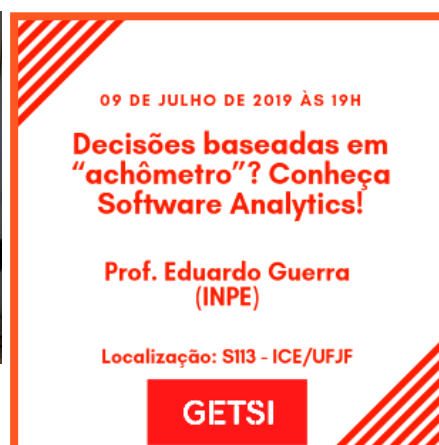 09 DE JULHO DE 2019 ÀS 19H
Decisões baseadas em
“achômetro”? Conheça
Software Analytics!
Prof. Eduardo Guerra
(INPE)
Localização: S113 - ICE/UFJF
GETSI